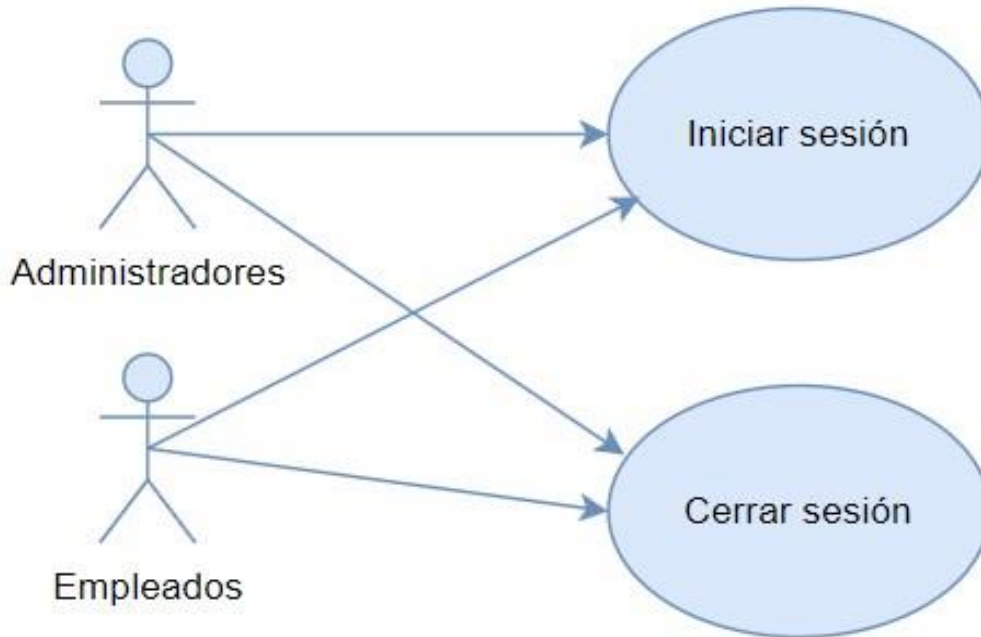 Iniciar sesión
Administradores
Cerrar sesión
Empleados